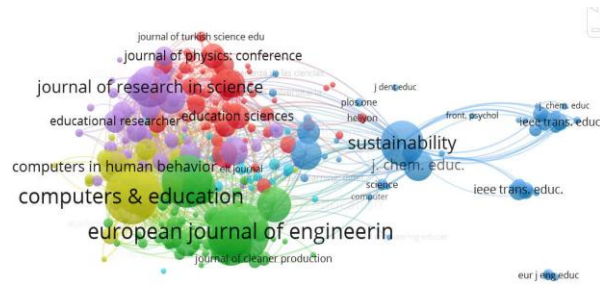 journal of turkish science edu
journal of physics: conference
journal of research in science
j dent educ
plos one
heliyon
front. psychol
j. chem. educ
ieee trans. educ.
educational researcher
education sciences
sustainability
computers in human behavior
j. chem. educ.
science
ieee trans. educ.
computers & education
computer
european journal of engineerin
journal of cleaner production
eur j eng educ